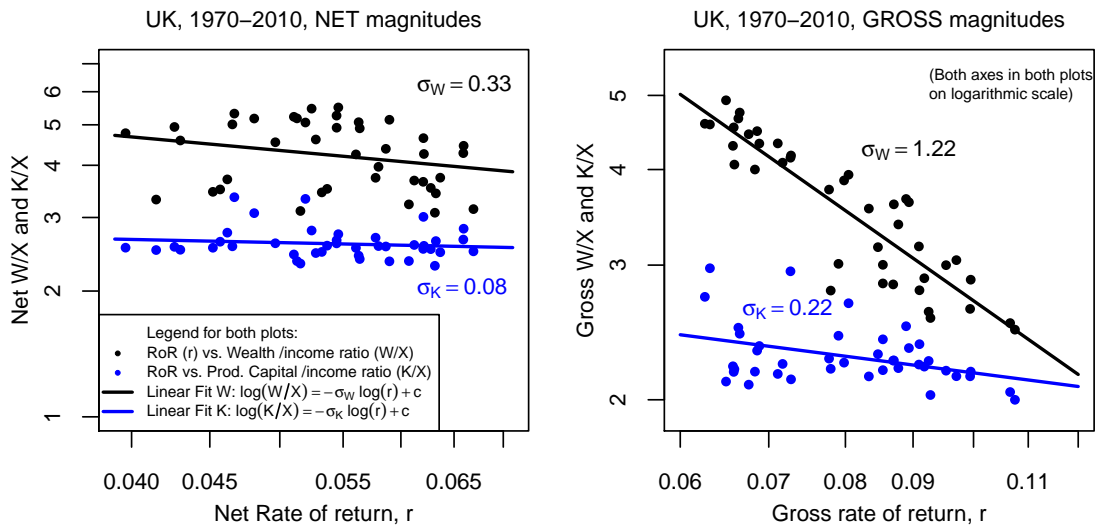 UK, 1970–2010, NET magnitudes
Net W/X and K/X
7
6
5
4
3
2
1
σW = 0.33
σK = 0.08
Legend for both plots:
RoR (r) vs. Wealth /income ratio (W/X)
RoR vs. Prod. Capital /income ratio (K/X)
Linear Fit W: log(W/X) = −σW log(r) + c
Linear Fit K: log(K/X) = −σK log(r) + c
0.040 0.045 0.055 0.065
Net Rate of return, r
UK, 1970–2010, GROSS magnitudes
Gross W/X and K/X
5
4
3
2
(Both axes in both plots
on logarithmic scale)
σW = 1.22
σK = 0.22
0.06 0.07 0.08 0.09 0.11
Gross rate of return, r